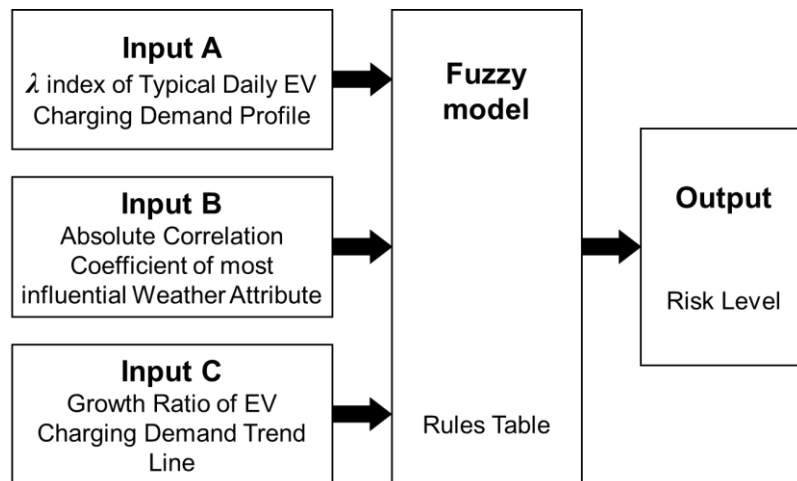 Input A
λ index of Typical Daily EV
Charging Demand Profile
Input B
Absolute Correlation
Coefficient of most
influential Weather Attribute
Input C
Growth Ratio of EV
Charging Demand Trend
Line
Fuzzy
model
Rules Table
Output
Risk Level